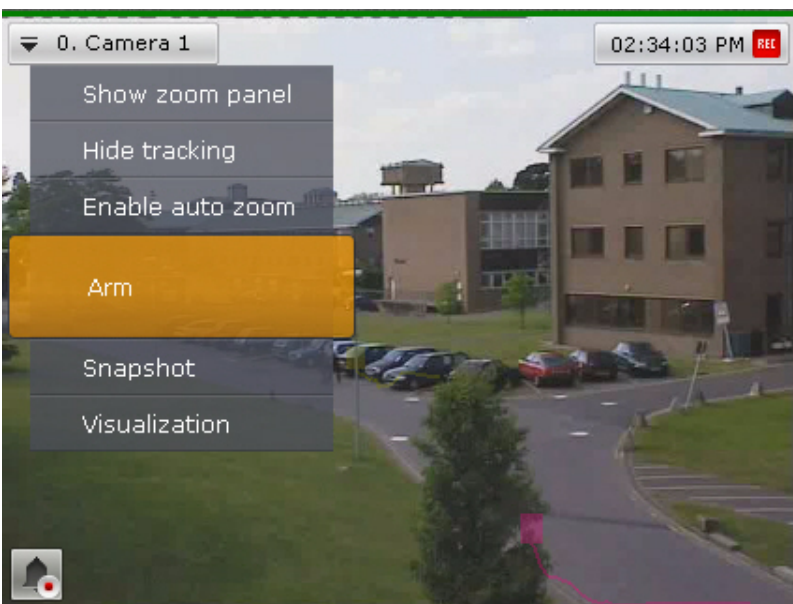 0. Camera 1
02:34:03 PM REC
Show zoom panel
Hide tracking
Enable auto zoom
Arm
Snapshot
Visualization